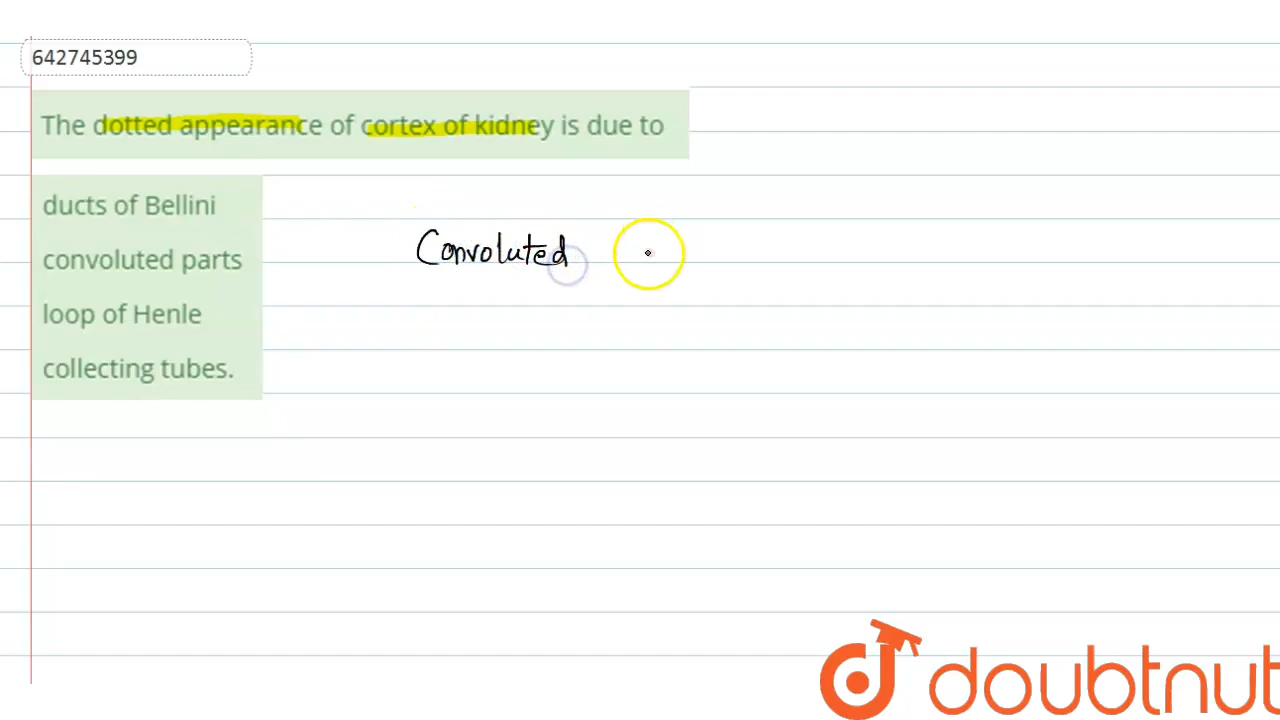 642745399
The dotted appearance of cortex of kidney is due to
ducts of Bellini
convoluted parts
loop of Henle
collecting tubes.
Convoluted
doubtnut